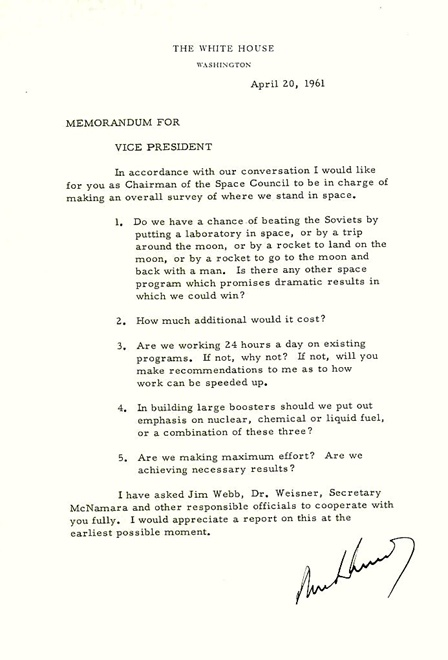 THE WHITE HOUSE
WASHINGTON
April 20, 1961
MEMORANDUM FOR
VICE PRESIDENT
In accordance with our conversation I would like
for you as Chairman of the Space Council to be in charge of
making an overall survey of where we stand in space.
1. Do we have a chance of beating the Soviets by
putting a laboratory in space, or by a trip
around the moon, or by a rocket to land on the
moon, or by a rocket to go to the moon and
back with a man. Is there any other space
program which promises dramatic results in
which we could win?
2. How much additional would it cost?
3. Are we working 24 hours a day on existing
programs. If not, why not? If not, will you
make recommendations to me as to how
work can be speeded up.
4. In building large boosters should we put out
emphasis on nuclear, chemical or liquid fuel,
or a combination of these three?
5. Are we making maximum effort? Are we
achieving necessary results?
I have asked Jim Webb, Dr. Weisner, Secretary
McNamara and other responsible officials to cooperate with
you fully. I would appreciate a report on this at the
earliest possible moment.